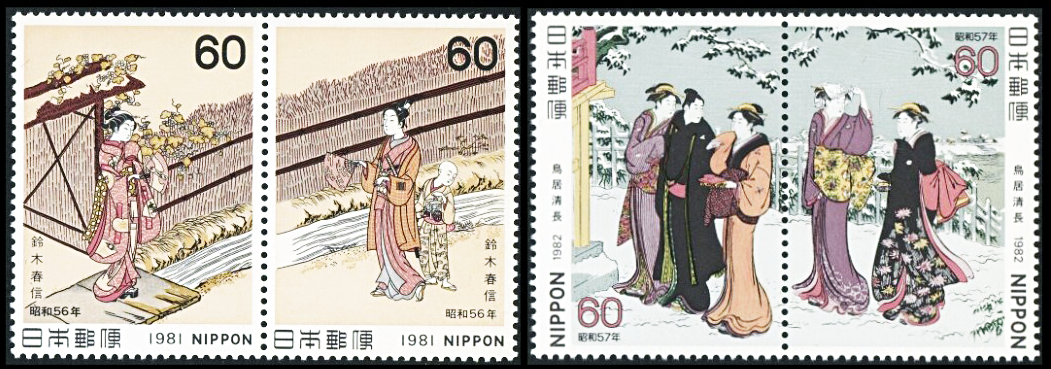 60
鈴木春信
昭和56年
日本郵便 1981 NIPPON
60
鈴木春信
昭和56年
日本郵便 1981 NIPPON
日本郵便
鳥居清長
1982
NIPPON
60
昭和57年
昭和57年
60
日本郵便
鳥居清長
1982
NIPPON